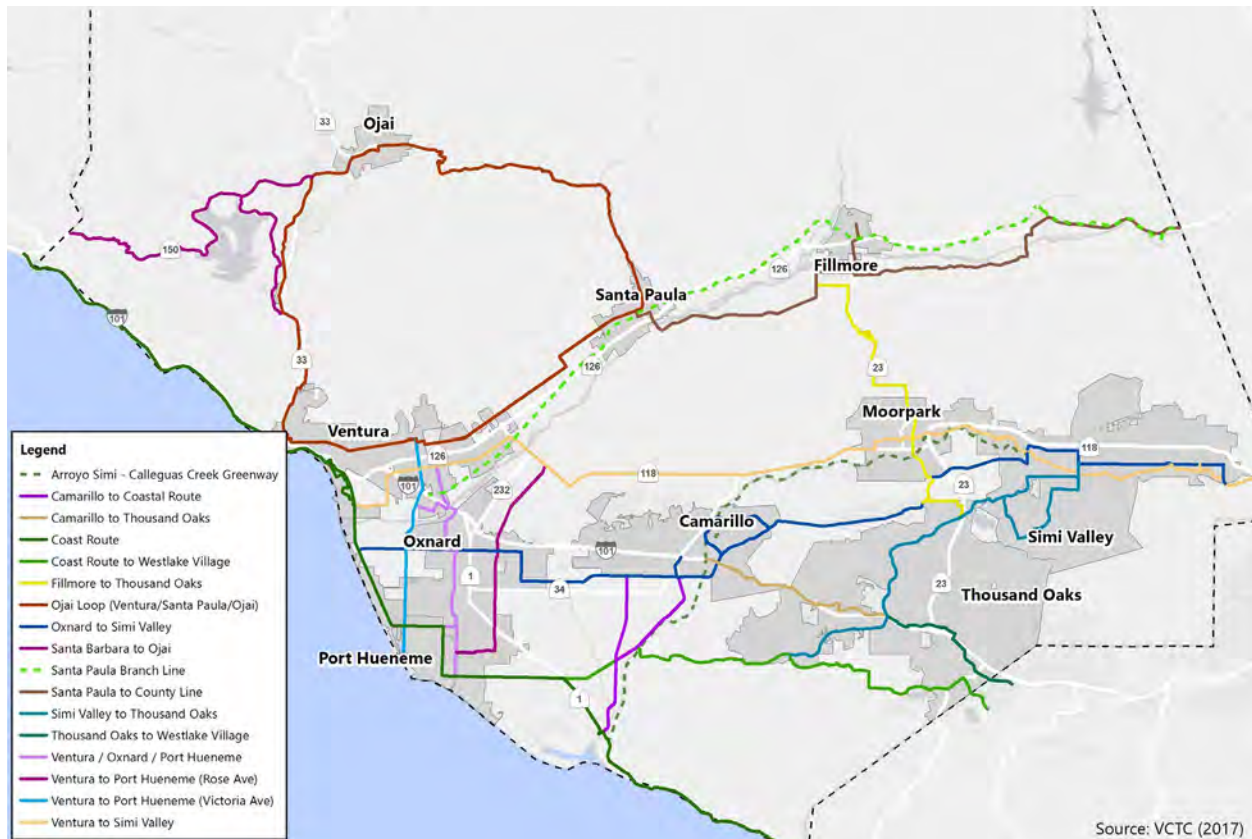 33
Ojai
150
126
Fillmore
Santa Paula
101
126
33
23
Moorpark
Ventura
118
126
118
101
232
23
Camarillo
Oxnard
Simi Valley
101
1
34
23
Thousand Oaks
Port Hueneme
1
Legend
Arroyo Simi - Calleguas Creek Greenway
Camarillo to Coastal Route
Camarillo to Thousand Oaks
Coast Route
Coast Route to Westlake Village
Fillmore to Thousand Oaks
Ojai Loop (Ventura/Santa Paula/Ojai)
Oxnard to Simi Valley
Santa Barbara to Ojai
Santa Paula Branch Line
Santa Paula to County Line
Simi Valley to Thousand Oaks
Thousand Oaks to Westlake Village
Ventura / Oxnard / Port Hueneme
Ventura to Port Hueneme (Rose Ave)
Ventura to Port Hueneme (Victoria Ave)
Ventura to Simi Valley
Source: VCTC (2017)